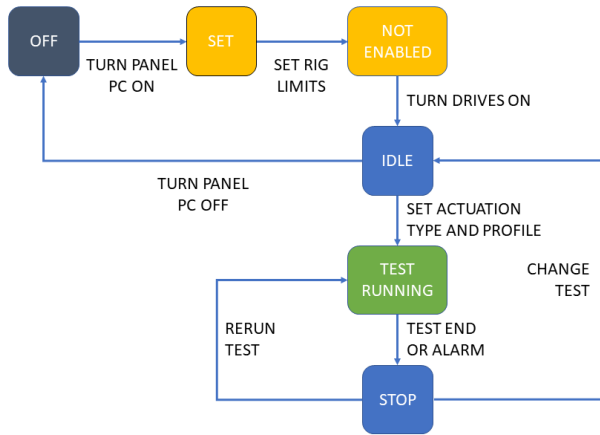 OFF
SET
NOT
ENABLED
TURN PANEL
PC ON
SET RIG
LIMITS
TURN DRIVES ON
IDLE
TURN PANEL
PC OFF
SET ACTUATION
TYPE AND PROFILE
TEST
RUNNING
CHANGE
TEST
RERUN
TEST
TEST END
OR ALARM
STOP